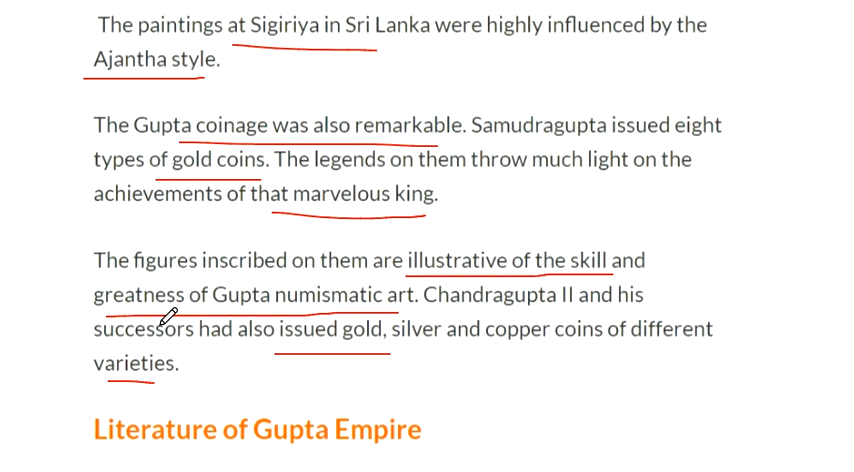 The paintings at Sigiriya in Sri Lanka were highly influenced by the
Ajantha style.
The Gupta coinage was also remarkable. Samudragupta issued eight
types of gold coins. The legends on them throw much light on the
achievements of that marvelous king.
The figures inscribed on them are illustrative of the skill and
greatness of Gupta numismatic art. Chandragupta II and his
successors had also issued gold, silver and copper coins of different
varieties.
Literature of Gupta Empire